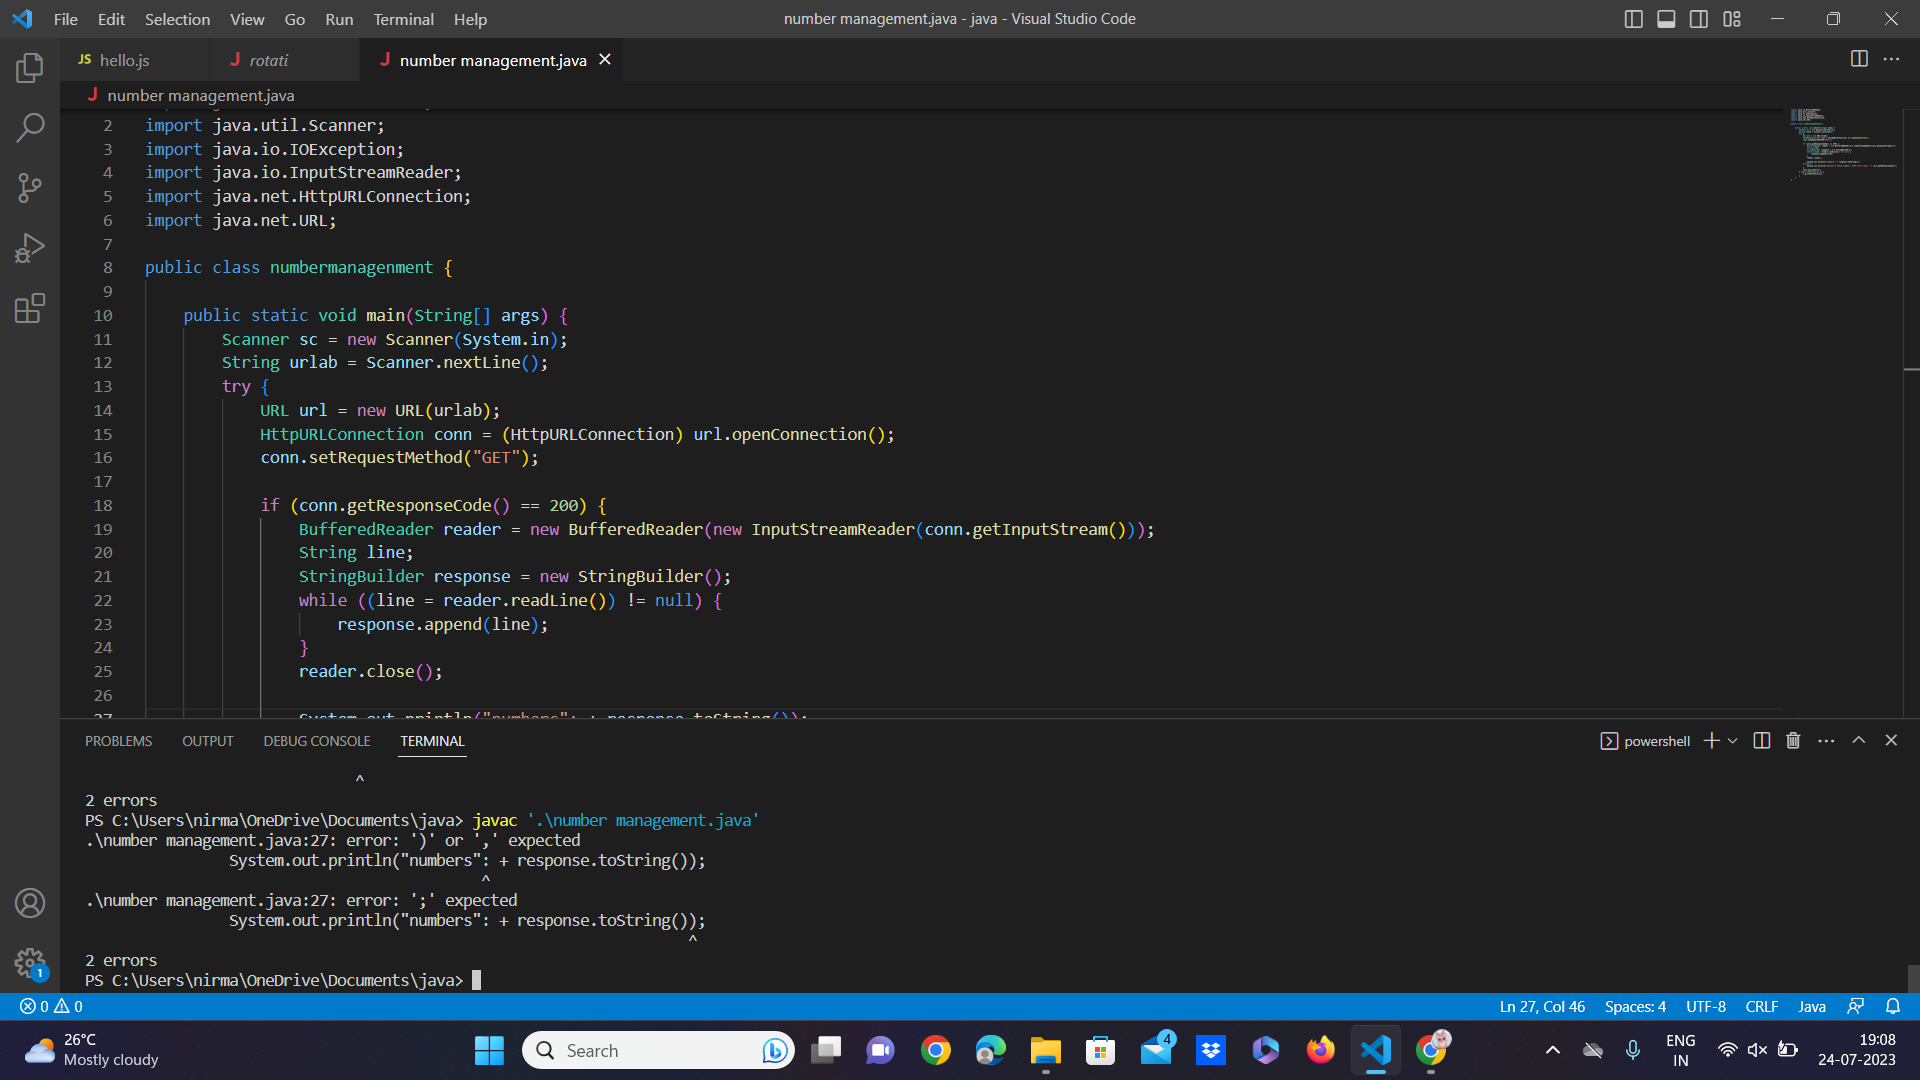 File Edit Selection View Go Run Terminal Help
number management.java - java - Visual Studio Code
JS hello.js
J rotati
J number management.java
J number management.java
2 import java.util.Scanner;
3 import java.io.IOException;
4 import java.io.InputStreamReader;
5 import java.net.HttpURLConnection;
6 import java.net.URL;
7
8 public class numbermanagenment {
9
10 public static void main(String[] args) {
11 Scanner sc = new Scanner(System.in);
12 String urlab = Scanner.nextLine();
13 try {
14 URL url = new URL(urlab);
15 HttpURLConnection conn = (HttpURLConnection) url.openConnection();
16 conn.setRequestMethod("GET");
17
18 if (conn.getResponseCode() == 200) {
19 BufferedReader reader = new BufferedReader(new InputStreamReader(conn.getInputStream()));
20 String line;
21 StringBuilder response = new StringBuilder();
22 while ((line = reader.readLine()) != null) {
23 response.append(line);
24 }
25 reader.close();
26
27 System.out.println("numbers": + response.toString());
PROBLEMS OUTPUT DEBUG CONSOLE TERMINAL
powershell
^
2 errors
PS C:\Users\nirma\OneDrive\Documents\java> javac '.\number management.java'
.\number management.java:27: error: ')' or ',' expected
System.out.println("numbers": + response.toString());
^
.\number management.java:27: error: ';' expected
System.out.println("numbers": + response.toString());
^
2 errors
PS C:\Users\nirma\OneDrive\Documents\java>
1
0 0
Ln 27, Col 46 Spaces: 4 UTF-8 CRLF Java
26°C
Mostly cloudy
Search
4
ENG
IN
19:08
24-07-2023